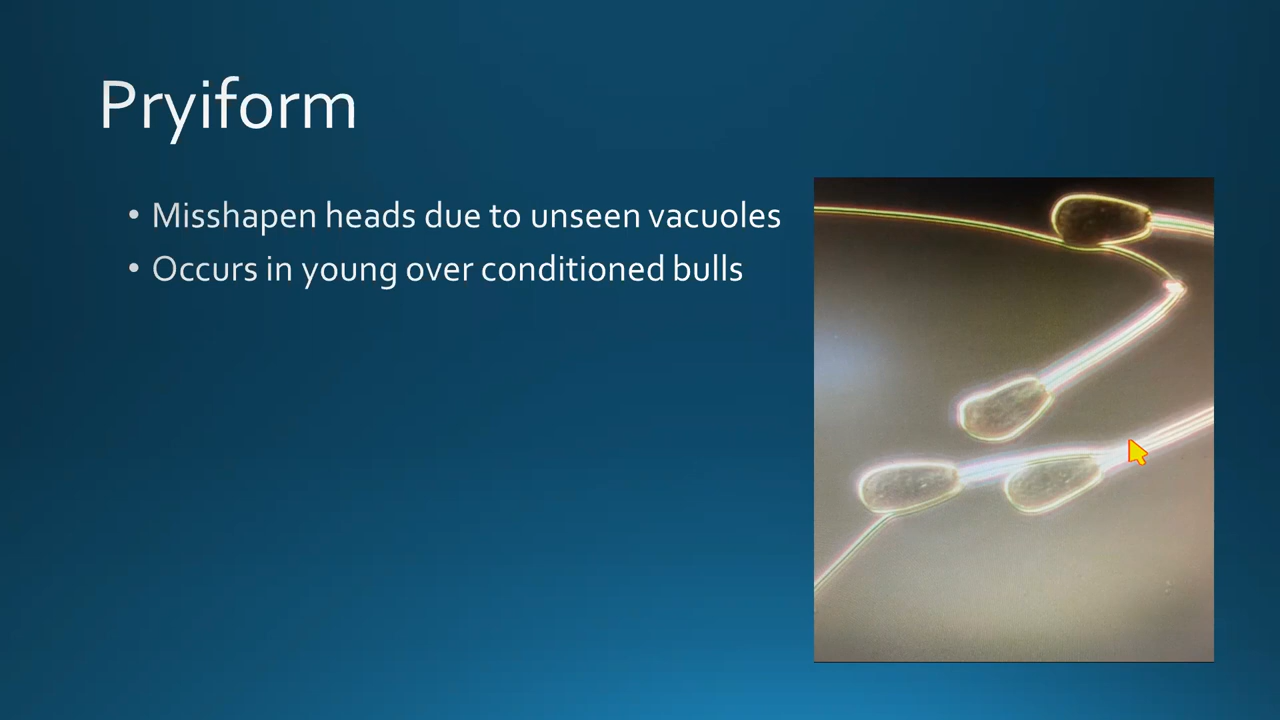 Pryiform
• Misshapen heads due to unseen vacuoles
• Occurs in young over conditioned bulls